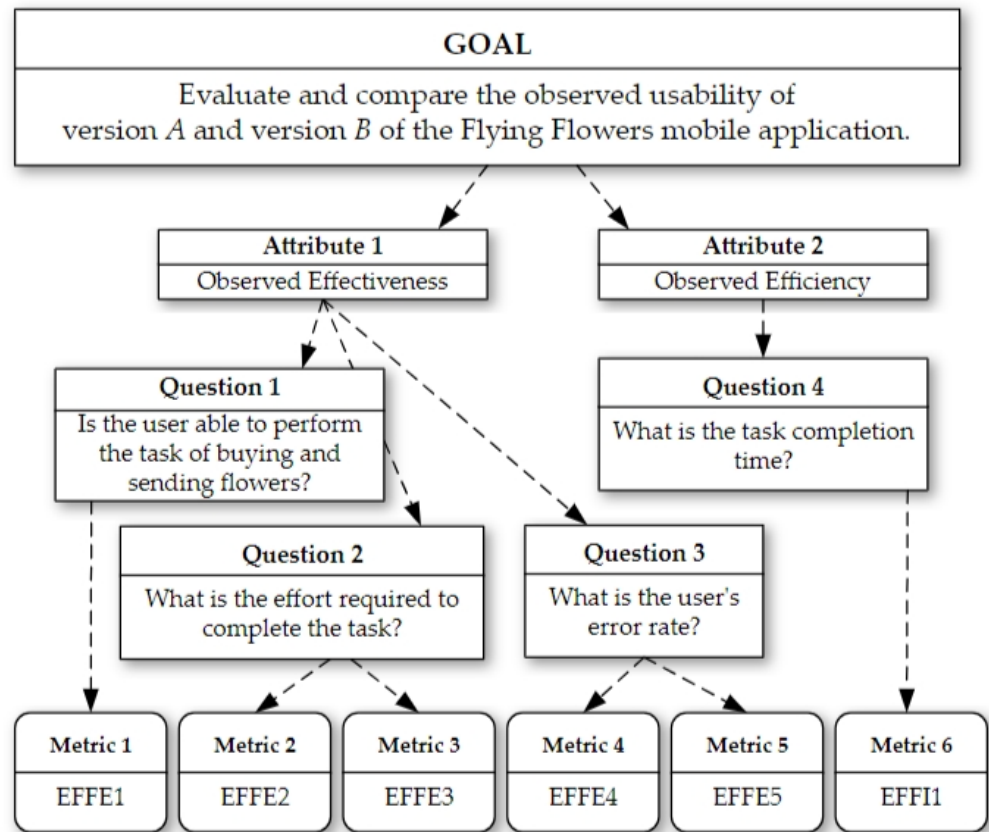 GOAL
Evaluate and compare the observed usability of
version A and version B of the Flying Flowers mobile application.
Attribute 1
Observed Effectiveness
Attribute 2
Observed Efficiency
Question 1
Is the user able to perform
the task of buying and
sending flowers?
Question 4
What is the task completion
time?
Question 2
What is the effort required to
complete the task?
Question 3
What is the user's
error rate?
Metric 1
EFFE1
Metric 2
EFFE2
Metric 3
EFFE3
Metric 4
EFFE4
Metric 5
EFFE5
Metric 6
EFFI1